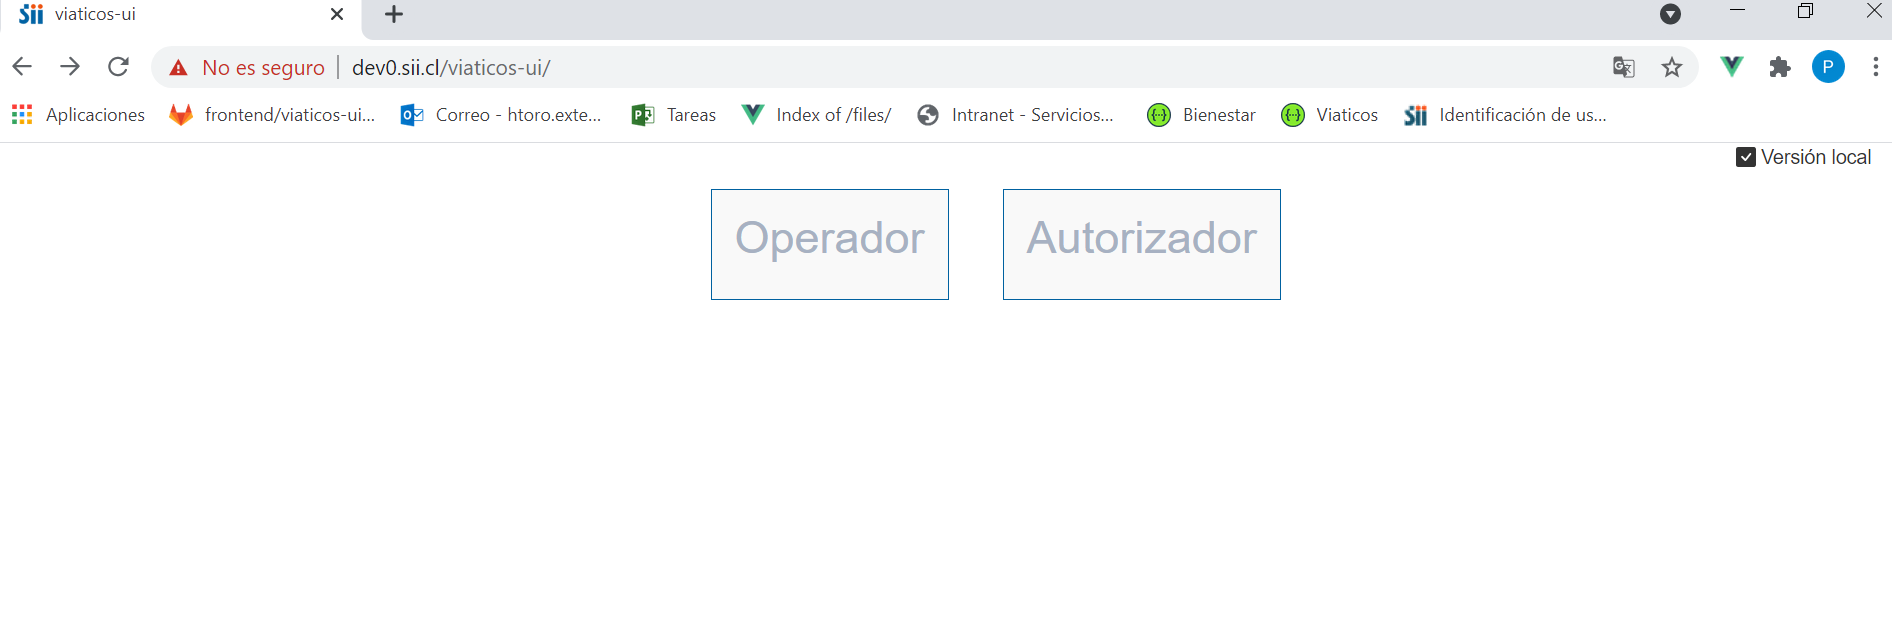 Sii viaticos-ui
No es seguro dev0.sii.cl/viaticos-ui/ P
Aplicaciones frontend/viaticos-ui... Correo - htoro.exte... Tareas Index of /files/ Intranet - Servicios... Bienestar Viaticos Sii Identificación de us...
Versión local
Operador Autorizador